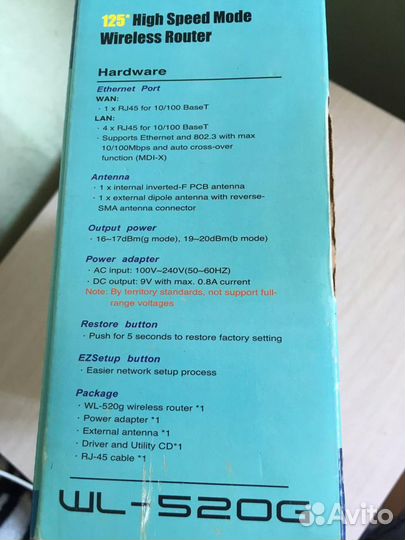 125* High Speed Mode
Wireless Router
Hardware
Ethernet Port
WAN:
· 1 x RJ45 for 10/100 BaseT
LAN:
· 4 x RJ45 for 10/100 BaseT
· Supports Ethernet and 802.3 with max
10/100Mbps and auto cross-over
function (MDI-X)
Antenna
· 1 x internal inverted-F PCB antenna
· 1 x external dipole antenna with reverse-
SMA antenna connector
Output power
· 16~17dBm(g mode), 19~20dBm(b mode)
Power adapter
· AC input: 100V~240V(50~60HZ)
· DC output: 9V with max. 0.8A current
Note: By territory standards, not support full-
range voltages
Restore button
· Push for 5 seconds to restore factory setting
EZSetup button
· Easier network setup process
Package
· WL-520g wireless router *1
· Power adapter *1
· External antenna *1
· Driver and Utility CD*1
· RJ-45 cable *1
WL-520G
Avito